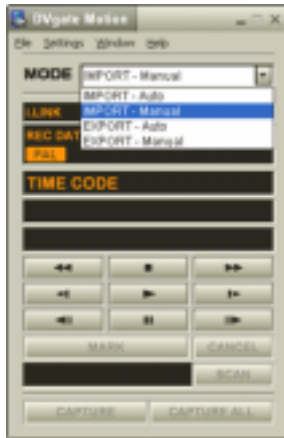 DVgate Motion
File Settings Window Help
MODE IMPORT - Manual
IMPORT - Auto
i.LINK IMPORT - Manual
REC DAT EXPORT - Auto
PAL EXPORT - Manual
TIME CODE
MARK CANCEL
SCAN
CAPTURE CAPTURE ALL